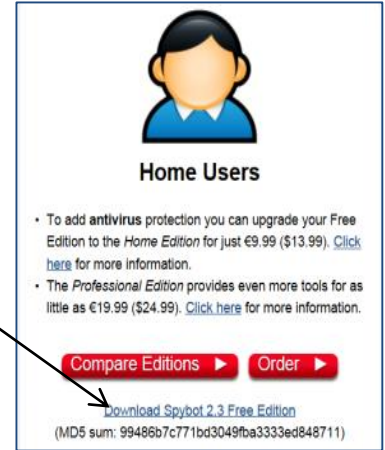 Home Users
• To add antivirus protection you can upgrade your Free
Edition to the Home Edition for just €9.99 ($13.99). Click
here for more information.
• The Professional Edition provides even more tools for as
little as €19.99 ($24.99). Click here for more information.
Compare Editions
Order
Download Spybot 2.3 Free Edition
(MD5 sum: 99486b7c771bd3049fba3333ed848711)